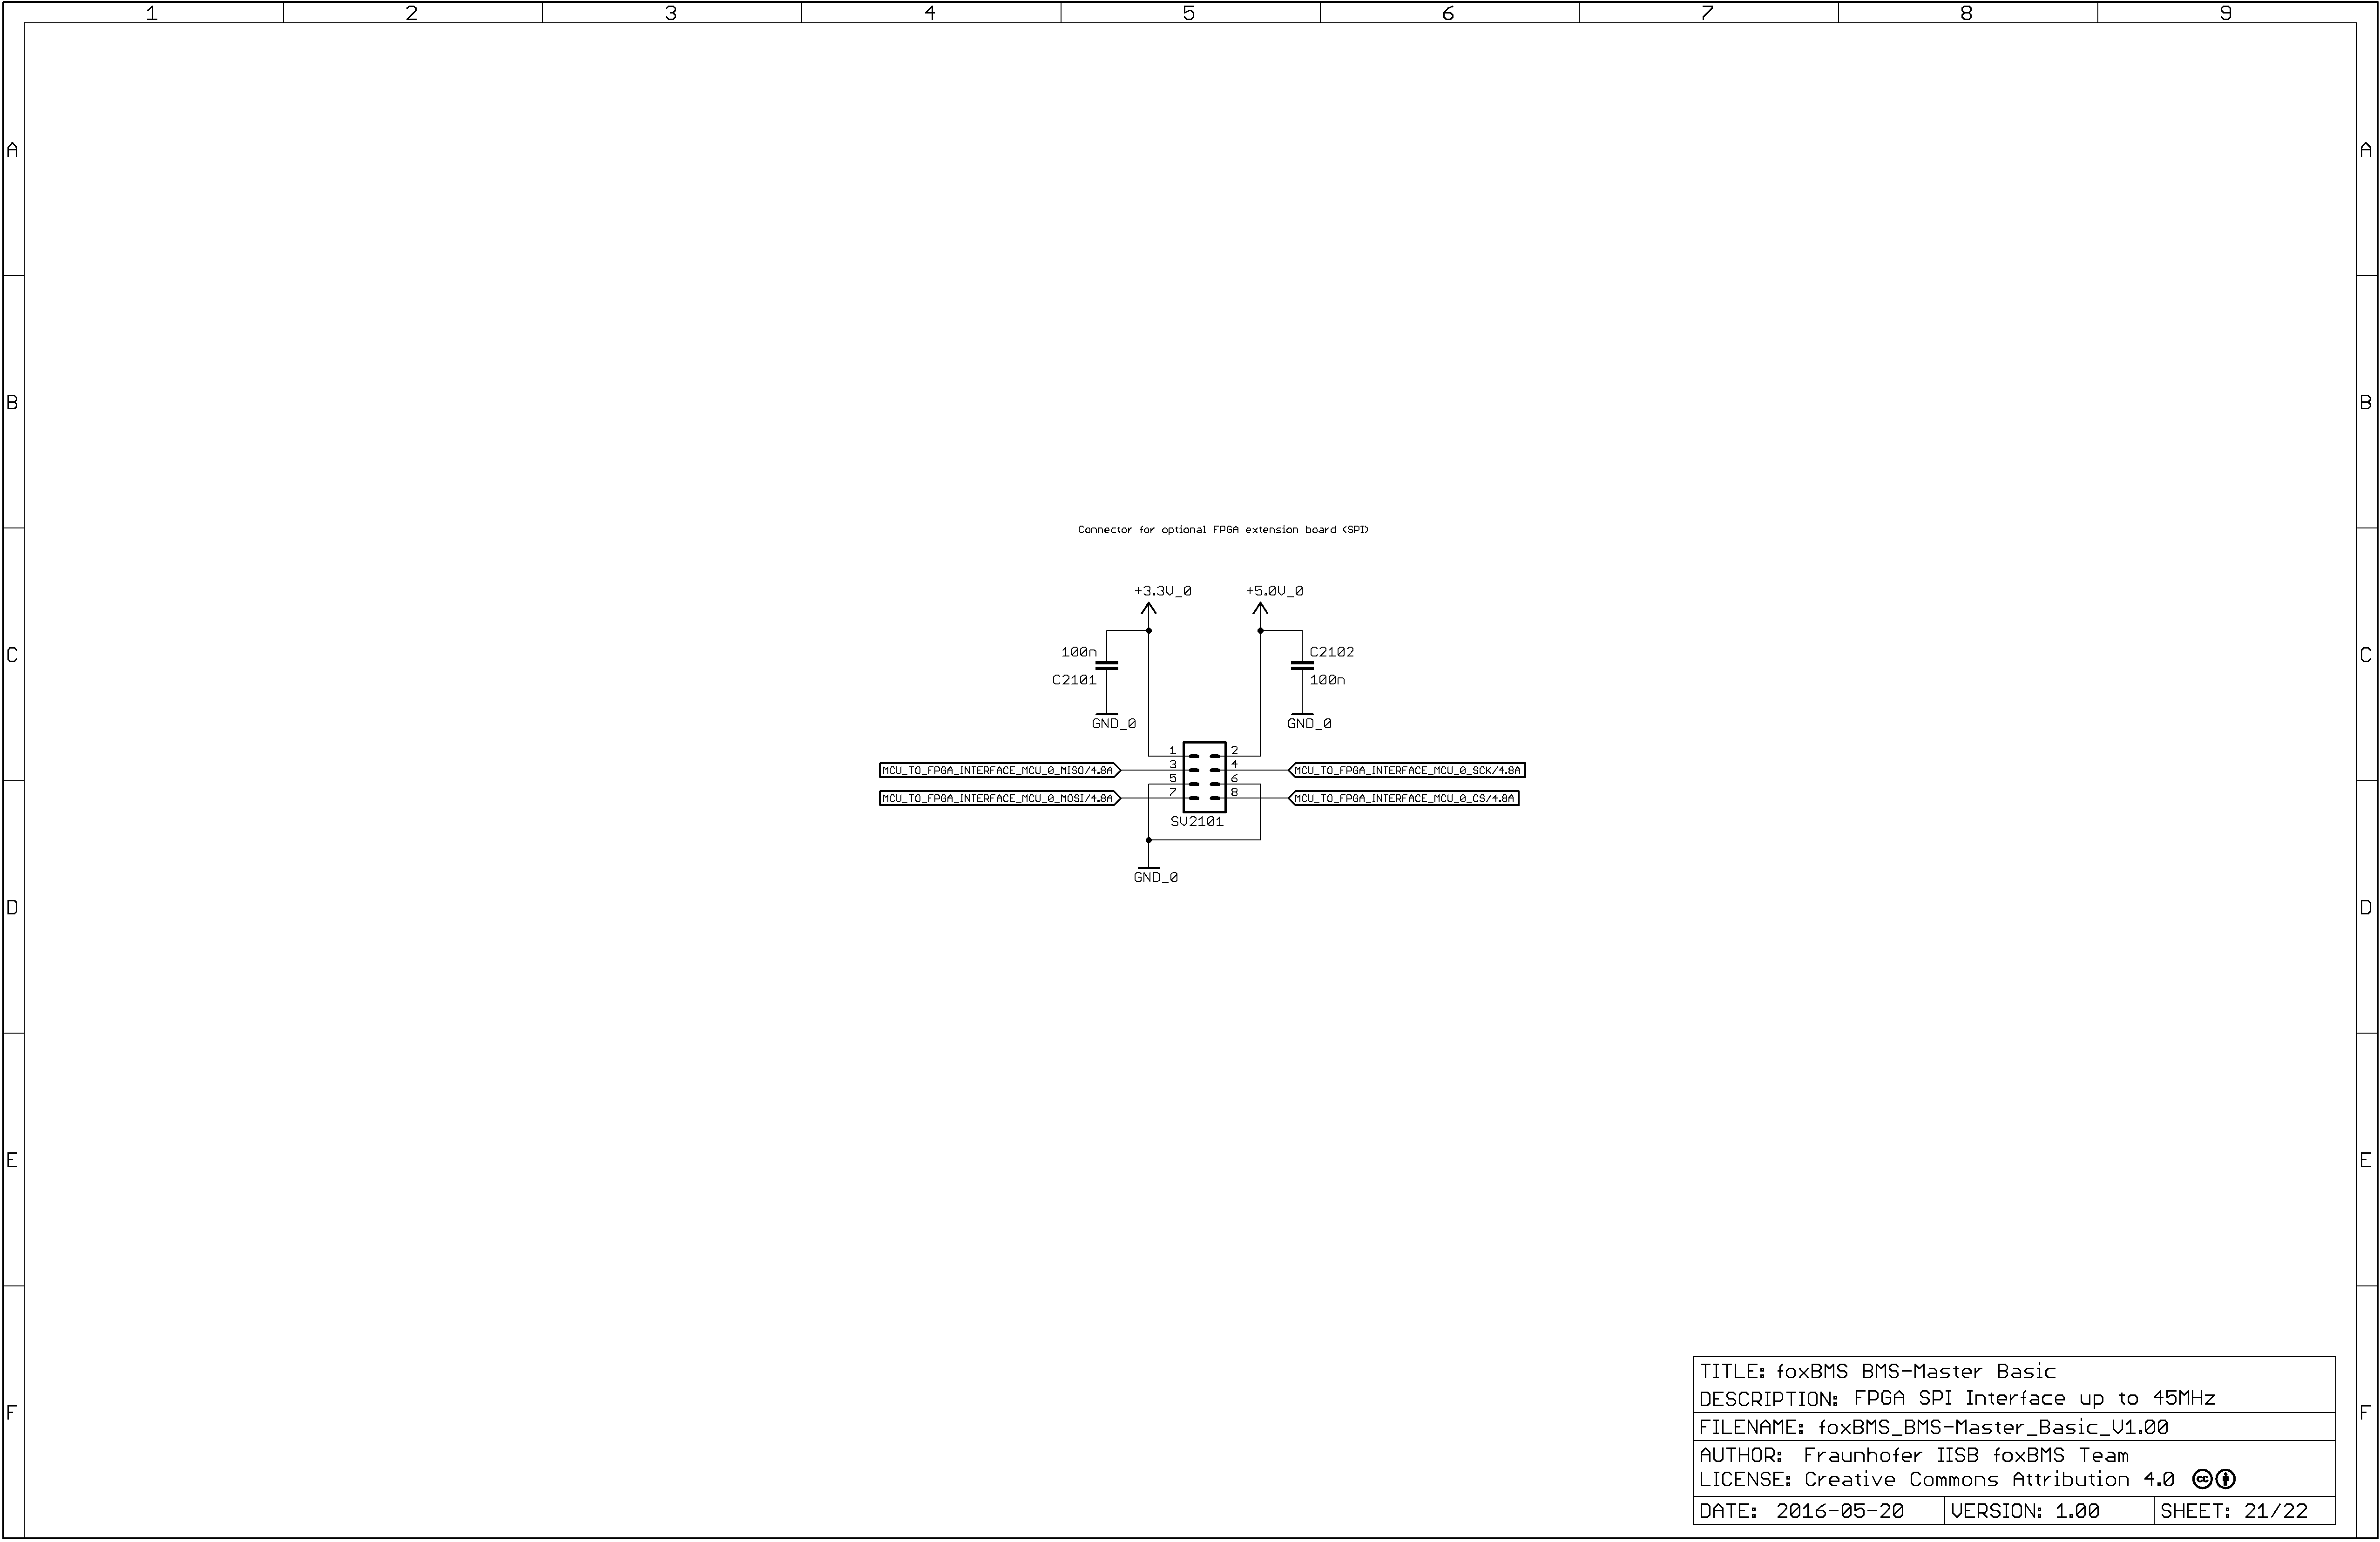 1 2 3 4 5 6 7 8 9
A A
B B
Connector for optional FPGA extension board (SPI)
+3.3V_0 +5.0V_0
C C
100n C2102
C2101 100n
GND_0 GND_0
1 2
MCU_TO_FPGA_INTERFACE_MCU_0_MISO/4.8A 3 4 MCU_TO_FPGA_INTERFACE_MCU_0_SCK/4.8A
5 6
MCU_TO_FPGA_INTERFACE_MCU_0_MOSI/4.8A 7 8 MCU_TO_FPGA_INTERFACE_MCU_0_CS/4.8A
SV2101
GND_0
D D
E E
F F
TITLE: foxBMS BMS-Master Basic
DESCRIPTION: FPGA SPI Interface up to 45MHz
FILENAME: foxBMS_BMS-Master_Basic_V1.00
AUTHOR: Fraunhofer IISB foxBMS Team
LICENSE: Creative Commons Attribution 4.0 cc
DATE: 2016-05-20 VERSION: 1.00 SHEET: 21/22